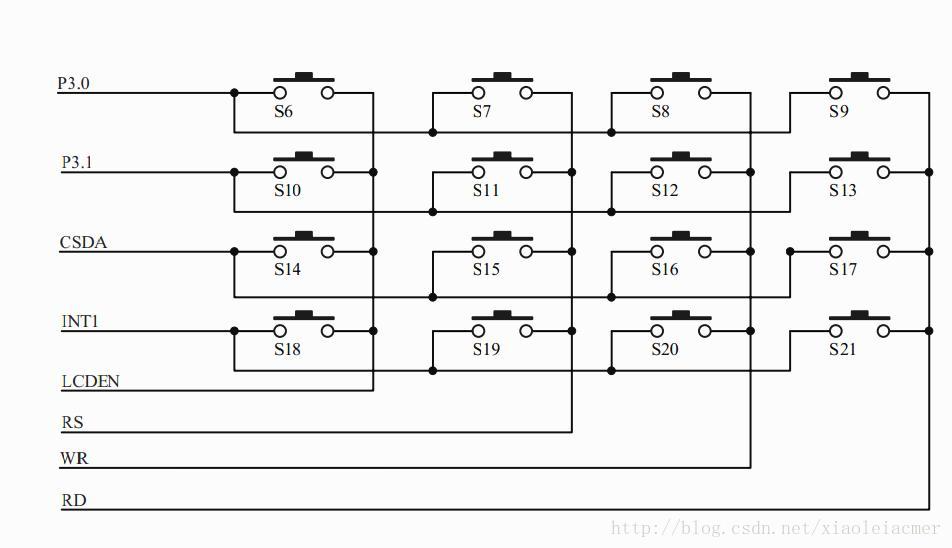 P3.0
S6 S7 S8 S9
P3.1
S10 S11 S12 S13
CSDA
S14 S15 S16 S17
INT1
S18 S19 S20 S21
LCDEN
RS
WR
RD
http://blog.csdn.net/xiaoleiacmer